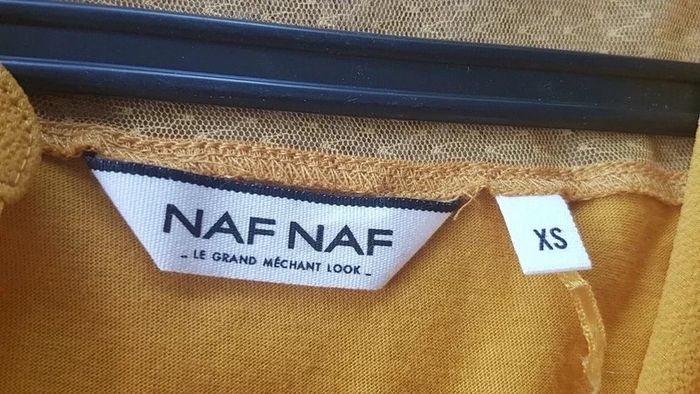 NAF NAF
- LE GRAND MÉCHANT LOOK -
XS